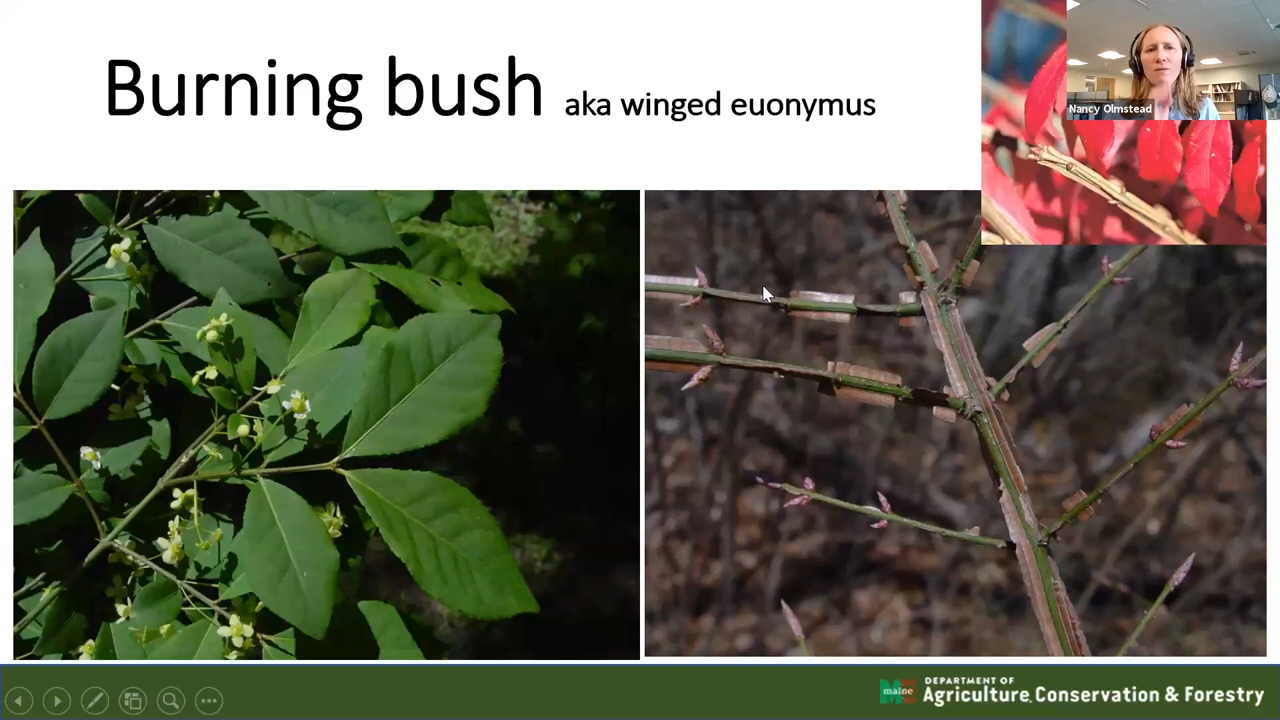 Burning bush aka winged euonymus
Nancy Olmstead
maine
DEPARTMENT OF
Agriculture, Conservation & Forestry